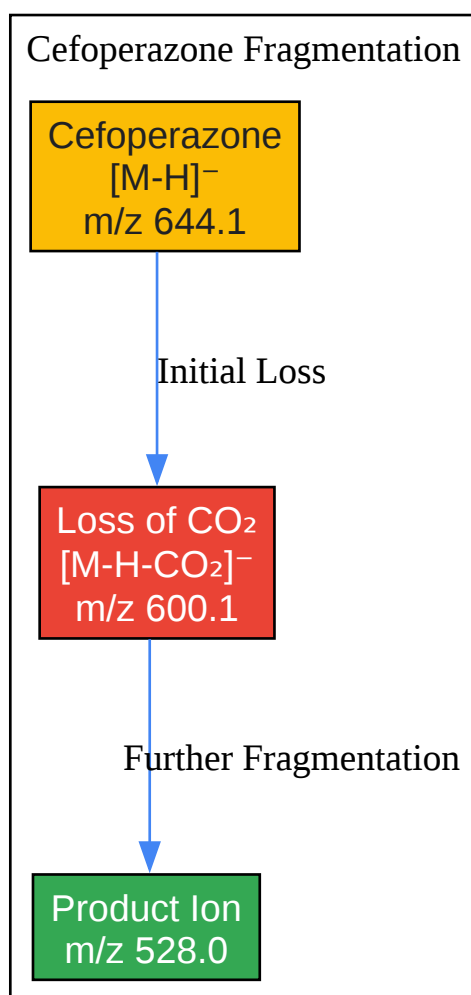 Cefoperazone Fragmentation
Cefoperazone
[M-H]⁻
m/z 644.1
Initial Loss
Loss of CO₂
[M-H-CO₂]⁻
m/z 600.1
Further Fragmentation
Product Ion
m/z 528.0